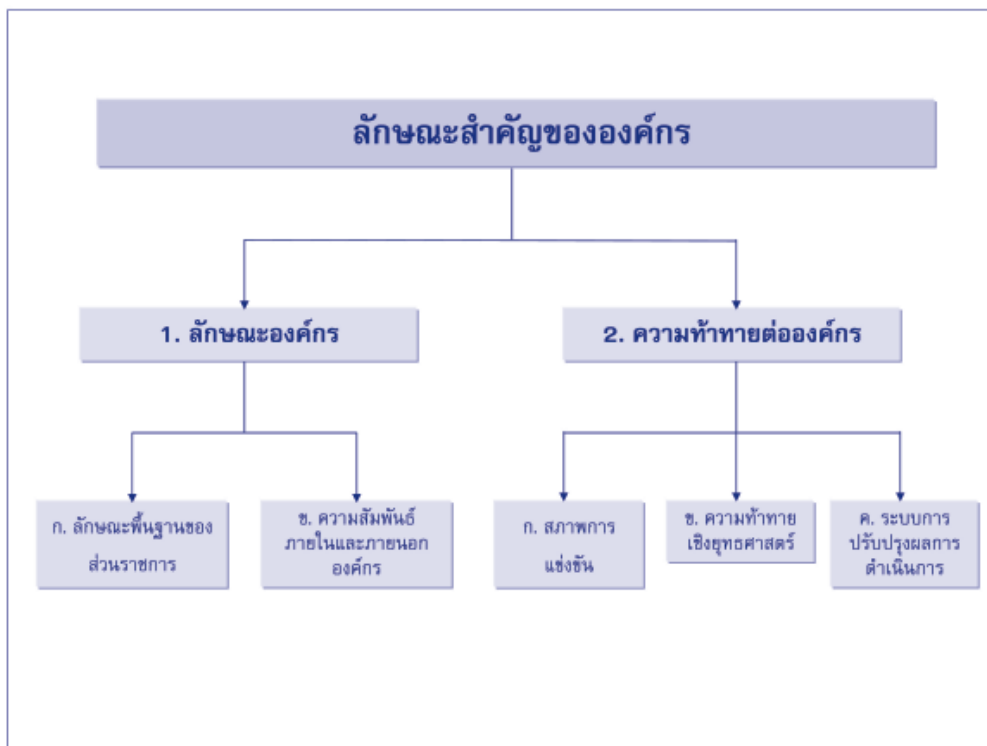 ลักษณะสำคัญขององค์กร
1. ลักษณะองค์กร
2. ความท้าทายต่อองค์กร
ก. ลักษณะพื้นฐานของ
ส่วนราชการ
ข. ความสัมพันธ์
ภายในและภายนอก
องค์กร
ก. สภาพการ
แข่งขัน
ข. ความท้าทาย
เชิงยุทธศาสตร์
ค. ระบบการ
ปรับปรุงผลการ
ดำเนินการ